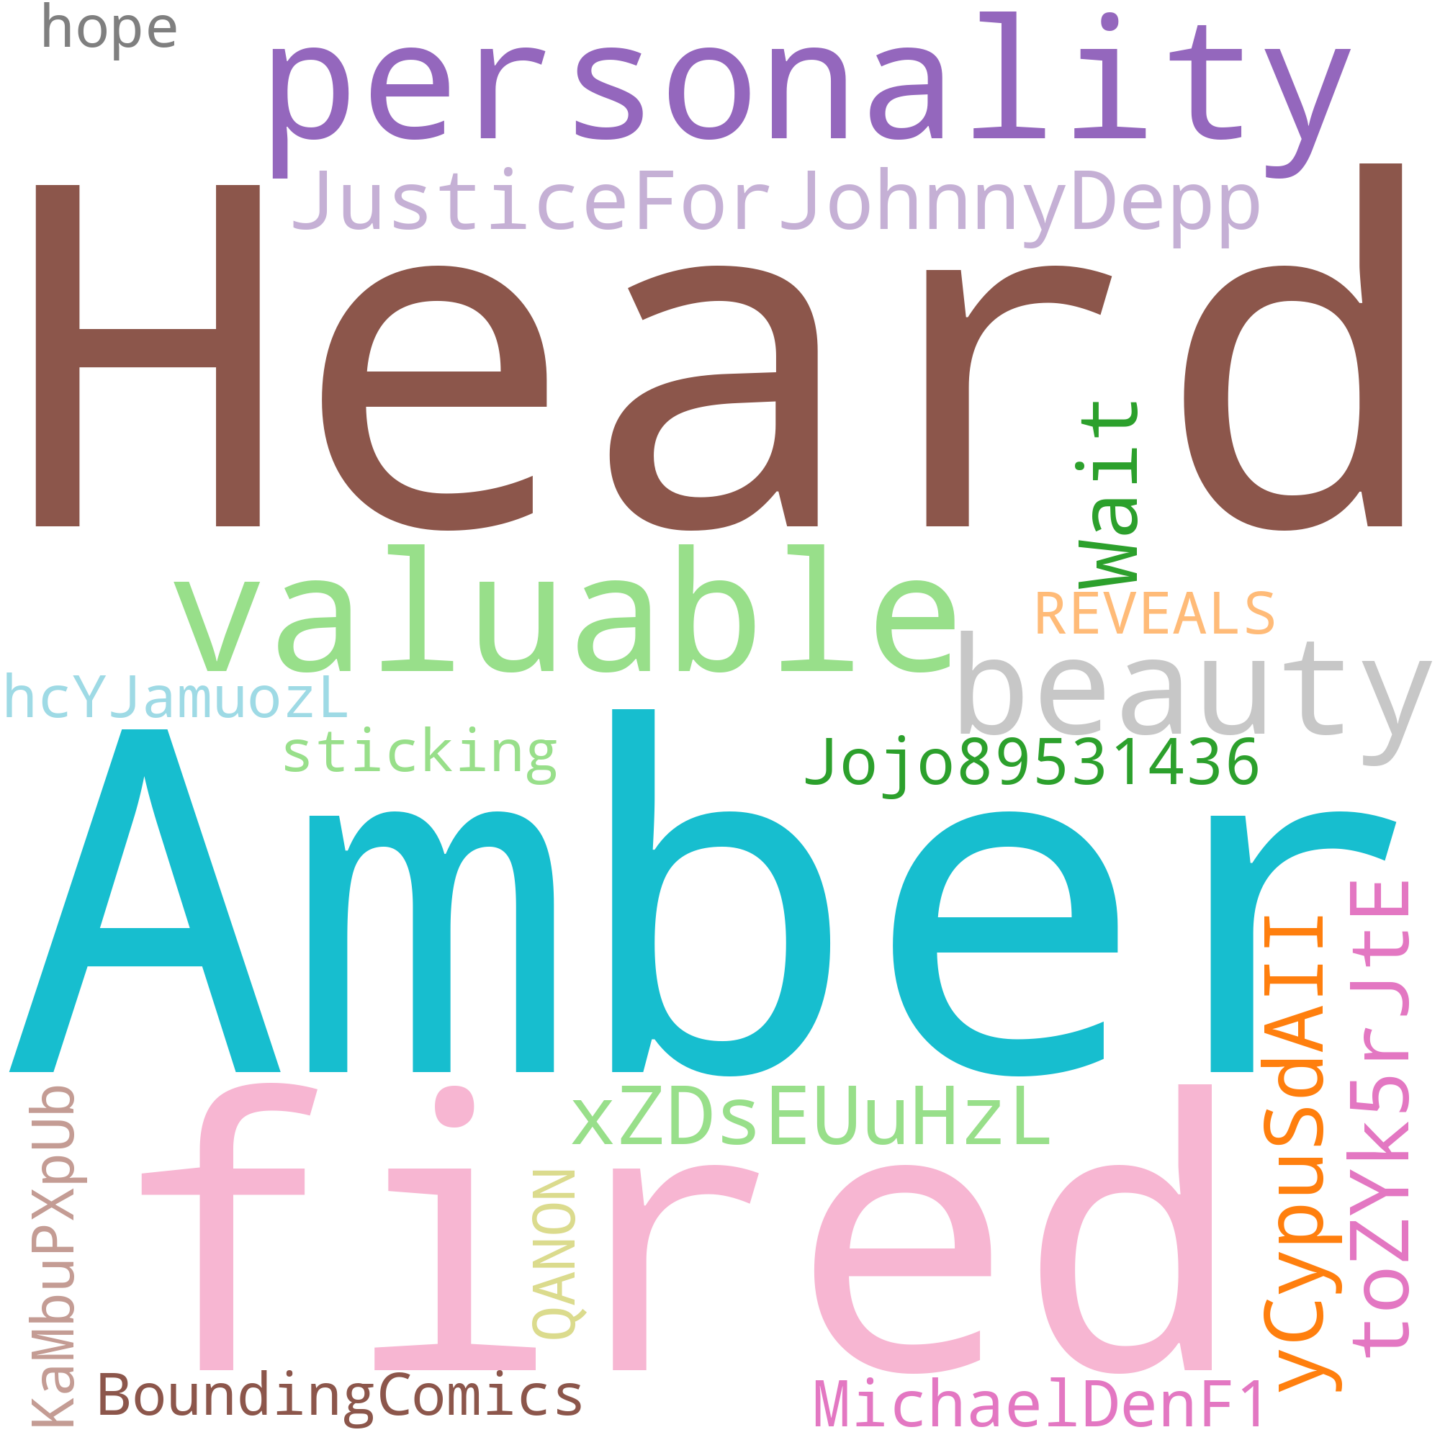 hope
personality
JusticeForJohnnyDepp
Heard
Wait
valuable
REVEALS
beauty
hcYJamuozL
sticking
Jojo89531436
Amber
yCypuSdAII
toZYk5rJtE
fired
xZDsEUuHzL
KaMbuPXpUb
QANON
BoundingComics
MichaelDenF1